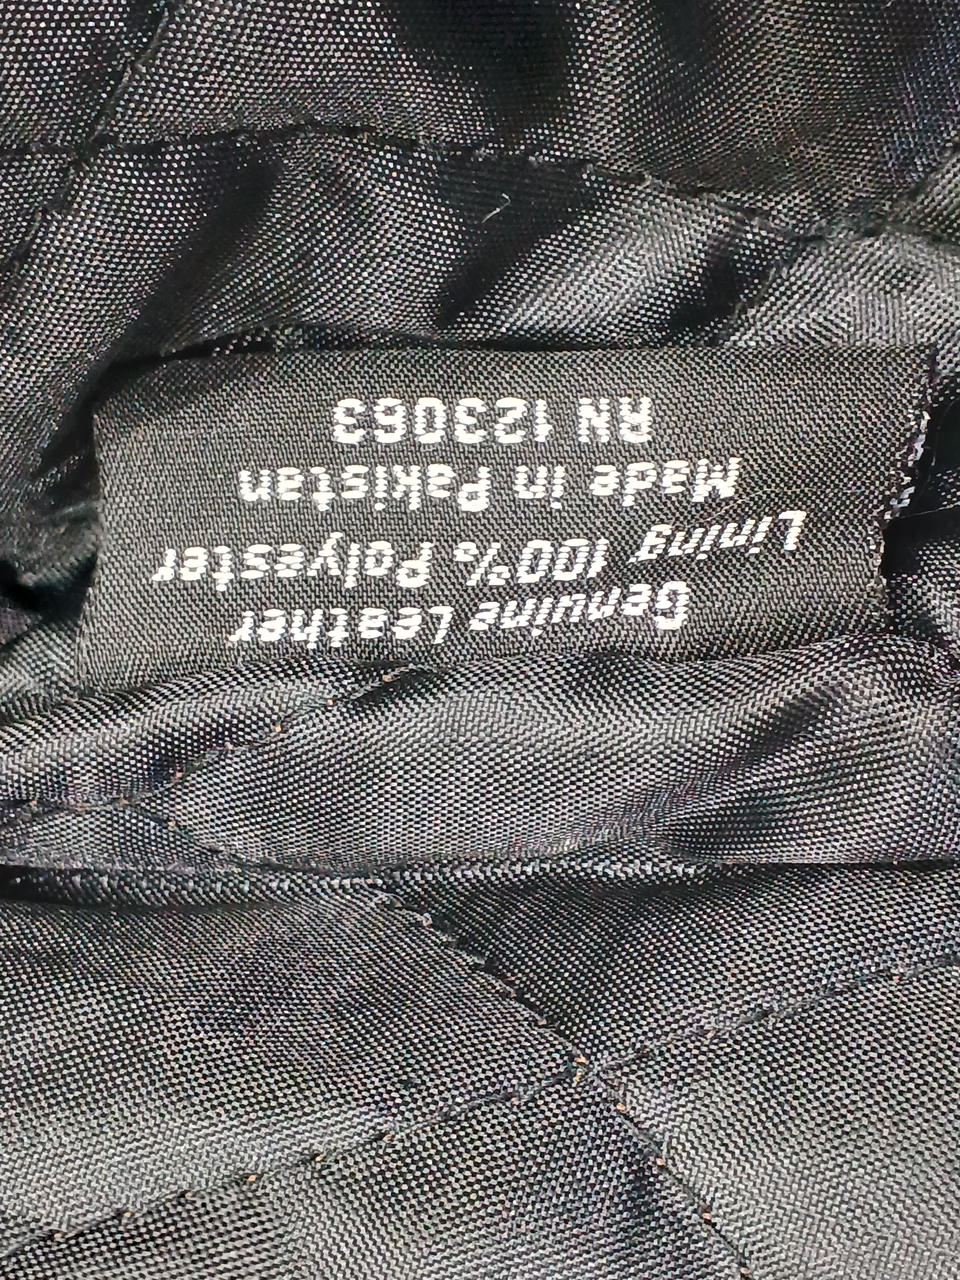 Genuine Leather
Lining 100% Polyester
Made in Pakistan
RN 123063